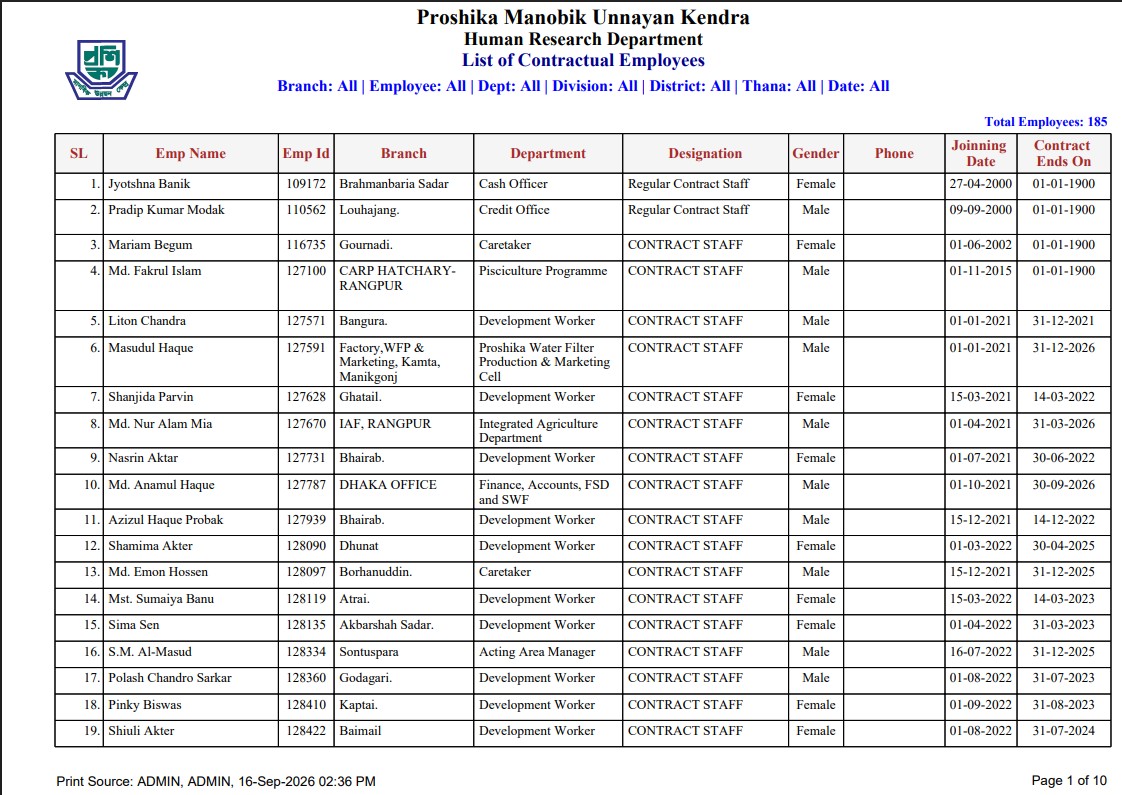 Proshika Manobik Unnayan Kendra
Human Research Department
List of Contractual Employees
প্রশিকা
মানবিক উন্নয়ন কেন্দ্র
Branch: All | Employee: All | Dept: All | Division: All | District: All | Thana: All | Date: All
Total Employees: 185
SL Emp Name Emp Id Branch Department Designation Gender Phone Joinning Date Contract Ends On
1. Jyotshna Banik 109172 Brahmanbaria Sadar Cash Officer Regular Contract Staff Female 27-04-2000 01-01-1900
2. Pradip Kumar Modak 110562 Louhajang. Credit Office Regular Contract Staff Male 09-09-2000 01-01-1900
3. Mariam Begum 116735 Gournadi. Caretaker CONTRACT STAFF Female 01-06-2002 01-01-1900
4. Md. Fakrul Islam 127100 CARP HATCHARY-RANGPUR Pisciculture Programme CONTRACT STAFF Male 01-11-2015 01-01-1900
5. Liton Chandra 127571 Bangura. Development Worker CONTRACT STAFF Male 01-01-2021 31-12-2021
6. Masudul Haque 127591 Factory,WFP & Marketing, Kamta, Manikgonj Proshika Water Filter Production & Marketing Cell CONTRACT STAFF Male 01-01-2021 31-12-2026
7. Shanjida Parvin 127628 Ghatail. Development Worker CONTRACT STAFF Female 15-03-2021 14-03-2022
8. Md. Nur Alam Mia 127670 IAF, RANGPUR Integrated Agriculture Department CONTRACT STAFF Male 01-04-2021 31-03-2026
9. Nasrin Aktar 127731 Bhairab. Development Worker CONTRACT STAFF Female 01-07-2021 30-06-2022
10. Md. Anamul Haque 127787 DHAKA OFFICE Finance, Accounts, FSD and SWF CONTRACT STAFF Male 01-10-2021 30-09-2026
11. Azizul Haque Probak 127939 Bhairab. Development Worker CONTRACT STAFF Male 15-12-2021 14-12-2022
12. Shamima Akter 128090 Dhunat Development Worker CONTRACT STAFF Female 01-03-2022 30-04-2025
13. Md. Emon Hossen 128097 Borhanuddin. Caretaker CONTRACT STAFF Male 15-12-2021 31-12-2025
14. Mst. Sumaiya Banu 128119 Atrai. Development Worker CONTRACT STAFF Female 15-03-2022 14-03-2023
15. Sima Sen 128135 Akbarshah Sadar. Development Worker CONTRACT STAFF Female 01-04-2022 31-03-2023
16. S.M. Al-Masud 128334 Sontuspara Acting Area Manager CONTRACT STAFF Male 16-07-2022 31-12-2025
17. Polash Chandro Sarkar 128360 Godagari. Development Worker CONTRACT STAFF Male 01-08-2022 31-07-2023
18. Pinky Biswas 128410 Kaptai. Development Worker CONTRACT STAFF Female 01-09-2022 31-08-2023
19. Shiuli Akter 128422 Baimail Development Worker CONTRACT STAFF Female 01-08-2022 31-07-2024
Print Source: ADMIN, ADMIN, 16-Sep-2026 02:36 PM
Page 1 of 10